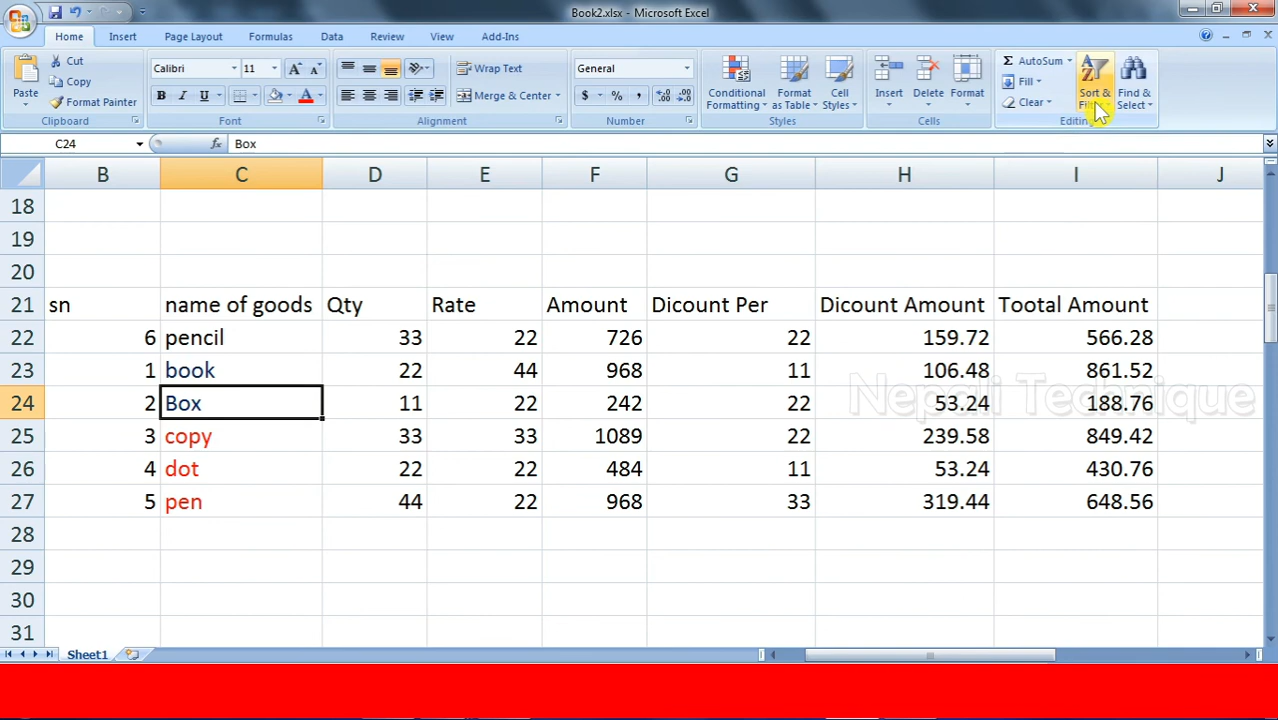 Book2.xlsx - Microsoft Excel
Home Insert Page Layout Formulas Data Review View Add-Ins
Paste
Cut
Copy
Format Painter
Clipboard
Calibri 11
B I U A
Font
Wrap Text
Merge & Center
Alignment
General
$ % ,
Number
Conditional Formatting
Format as Table
Cell Styles
Styles
Insert Delete Format
Cells
Σ AutoSum
Fill
Clear
Sort &
Find & Select
Editing
C24 fx Box
B C D E F G H I J
18
19
20
21 sn name of goods Qty Rate Amount Dicount Per Dicount Amount Tootal Amount
22 6 pencil 33 22 726 22 159.72 566.28
23 1 book 22 44 968 11 106.48 861.52
24 2 Box 11 22 242 22 53.24 188.76
25 3 copy 33 33 1089 22 239.58 849.42
26 4 dot 22 22 484 11 53.24 430.76
27 5 pen 44 22 968 33 319.44 648.56
28
29
30
31
Nepali Technique
Sheet1